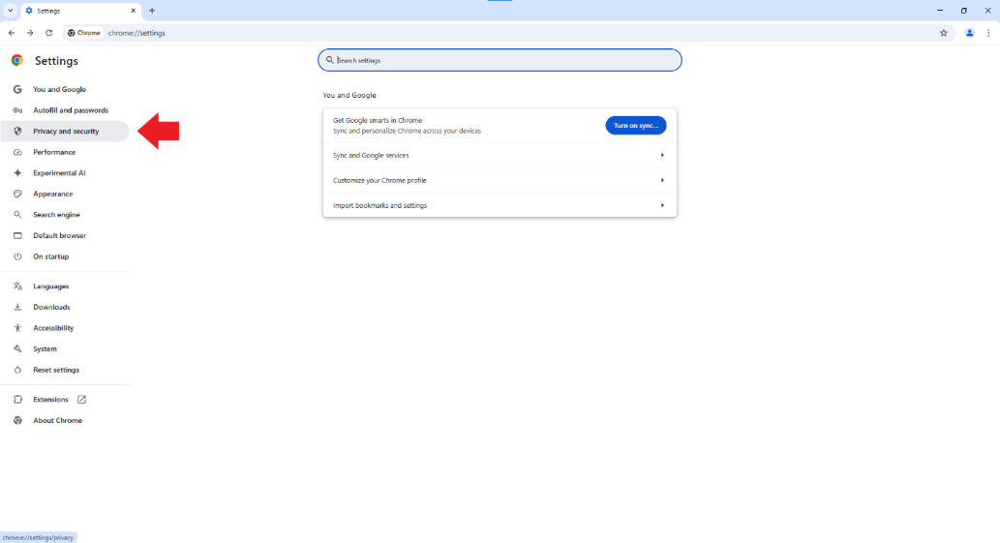 Settings
Chrome
chrome://settings
Settings
Search settings
You and Google
Autofill and passwords
Privacy and security
Performance
Experimental AI
Appearance
Search engine
Default browser
On startup
Languages
Downloads
Accessibility
System
Reset settings
Extensions
About Chrome
You and Google
Get Google smarts in Chrome
Sync and personalize Chrome across your devices
Turn on sync...
Sync and Google services
Customize your Chrome profile
Import bookmarks and settings
chrome://settings/privacy